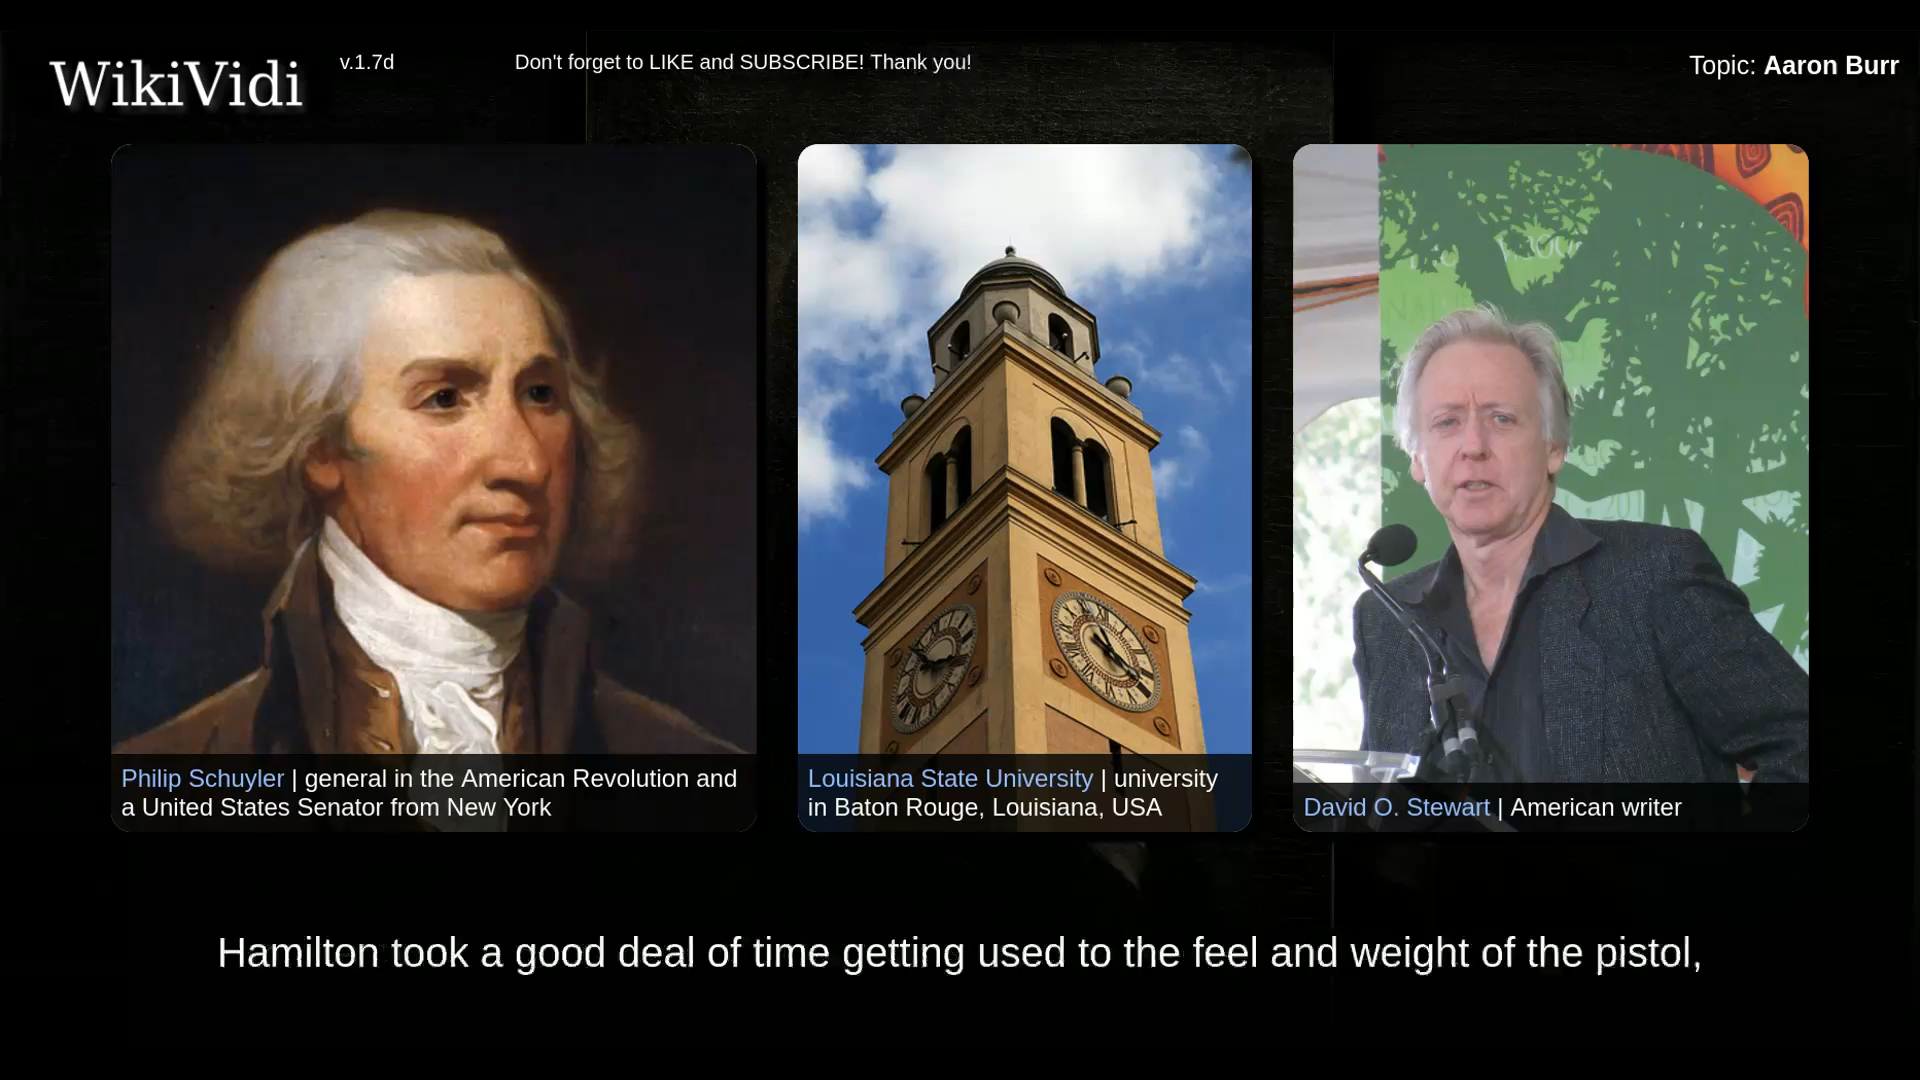 WikiVidi
v.1.7d
Don't forget to LIKE and SUBSCRIBE! Thank you!
Topic: Aaron Burr
Philip Schuyler | general in the American Revolution and
a United States Senator from New York
Louisiana State University | university
in Baton Rouge, Louisiana, USA
David O. Stewart | American writer
Hamilton took a good deal of time getting used to the feel and weight of the pistol,